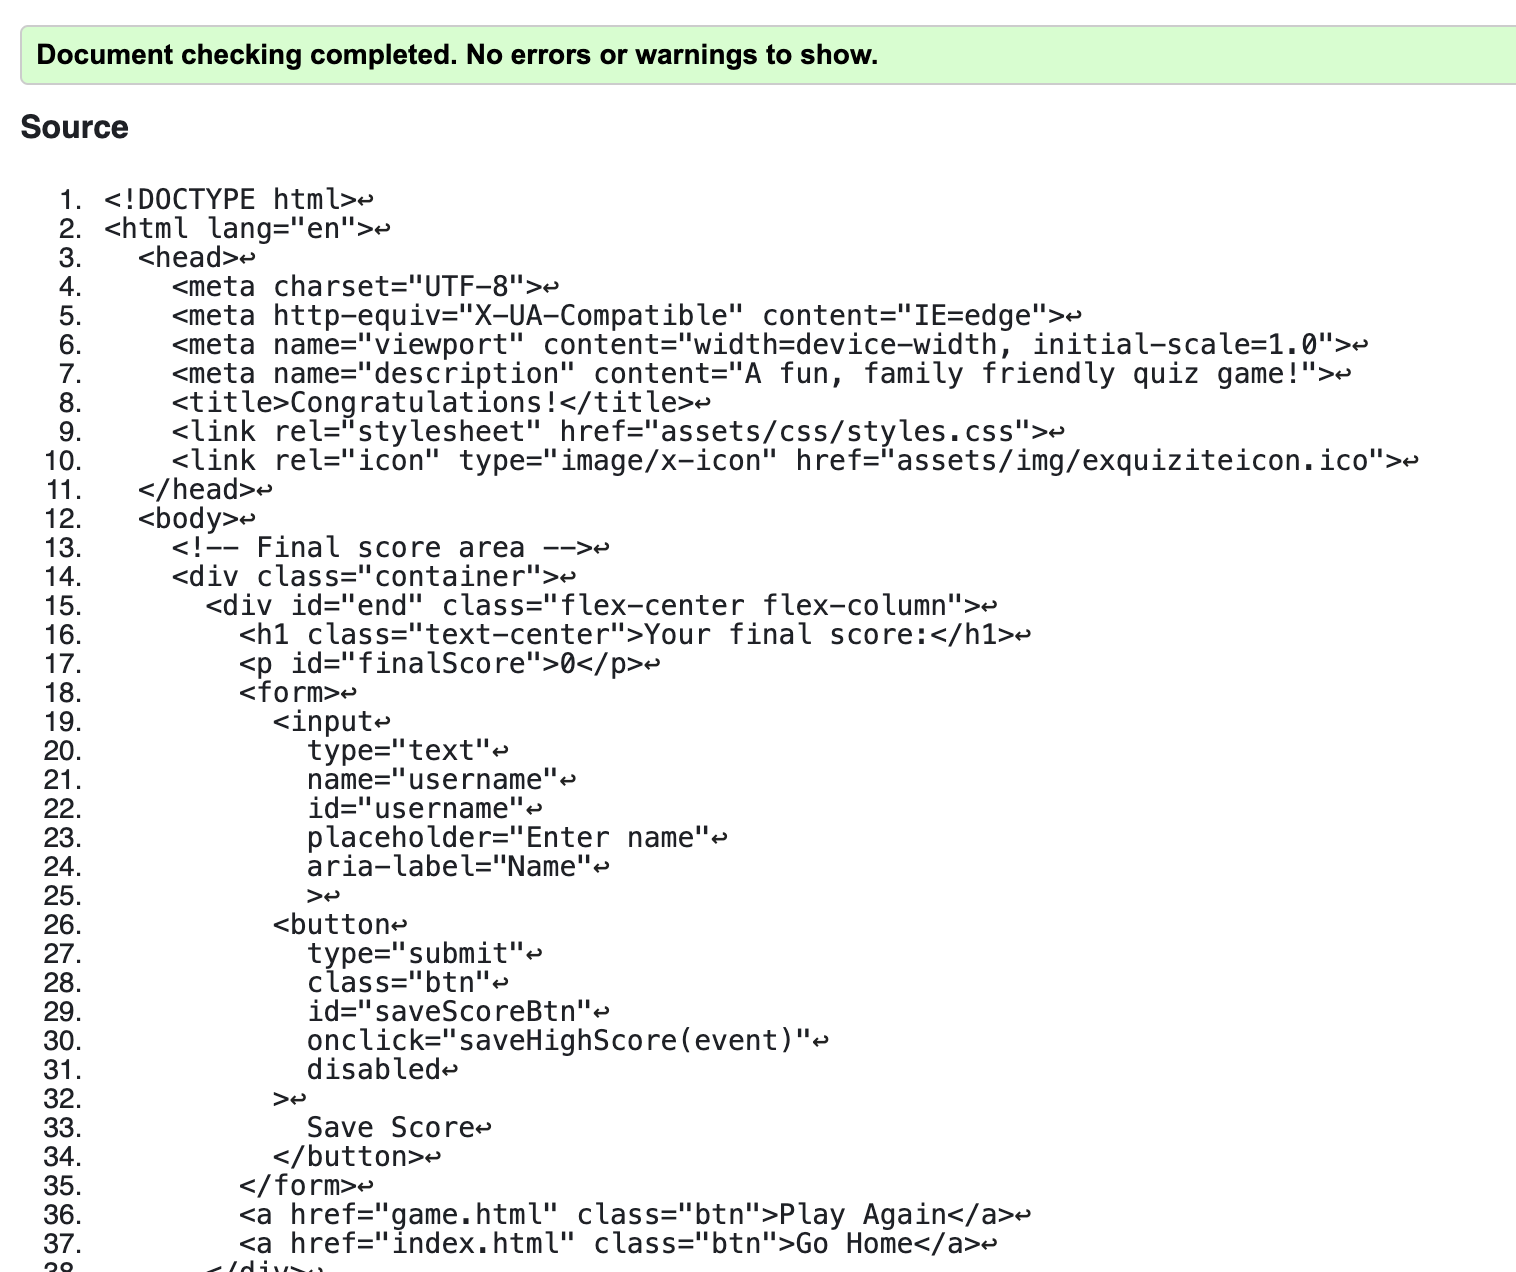 Document checking completed. No errors or warnings to show.
Source
1. <!DOCTYPE html>↩
2. <html lang="en">↩
3.   <head>↩
4.     <meta charset="UTF-8">↩
5.     <meta http-equiv="X-UA-Compatible" content="IE=edge">↩
6.     <meta name="viewport" content="width=device-width, initial-scale=1.0">↩
7.     <meta name="description" content="A fun, family friendly quiz game!">↩
8.     <title>Congratulations!</title>↩
9.     <link rel="stylesheet" href="assets/css/styles.css">↩
10.     <link rel="icon" type="image/x-icon" href="assets/img/exquiziteicon.ico">↩
11.   </head>↩
12.   <body>↩
13.     <!-- Final score area -->↩
14.     <div class="container">↩
15.       <div id="end" class="flex-center flex-column">↩
16.         <h1 class="text-center">Your final score:</h1>↩
17.         <p id="finalScore">0</p>↩
18.         <form>↩
19.           <input↩
20.             type="text"↩
21.             name="username"↩
22.             id="username"↩
23.             placeholder="Enter name"↩
24.             aria-label="Name"↩
25.             >↩
26.           <button↩
27.             type="submit"↩
28.             class="btn"↩
29.             id="saveScoreBtn"↩
30.             onclick="saveHighScore(event)"↩
31.             disabled↩
32.           >↩
33.             Save Score↩
34.           </button>↩
35.         </form>↩
36.         <a href="game.html" class="btn">Play Again</a>↩
37.         <a href="index.html" class="btn">Go Home</a>↩
38.       </div>↩